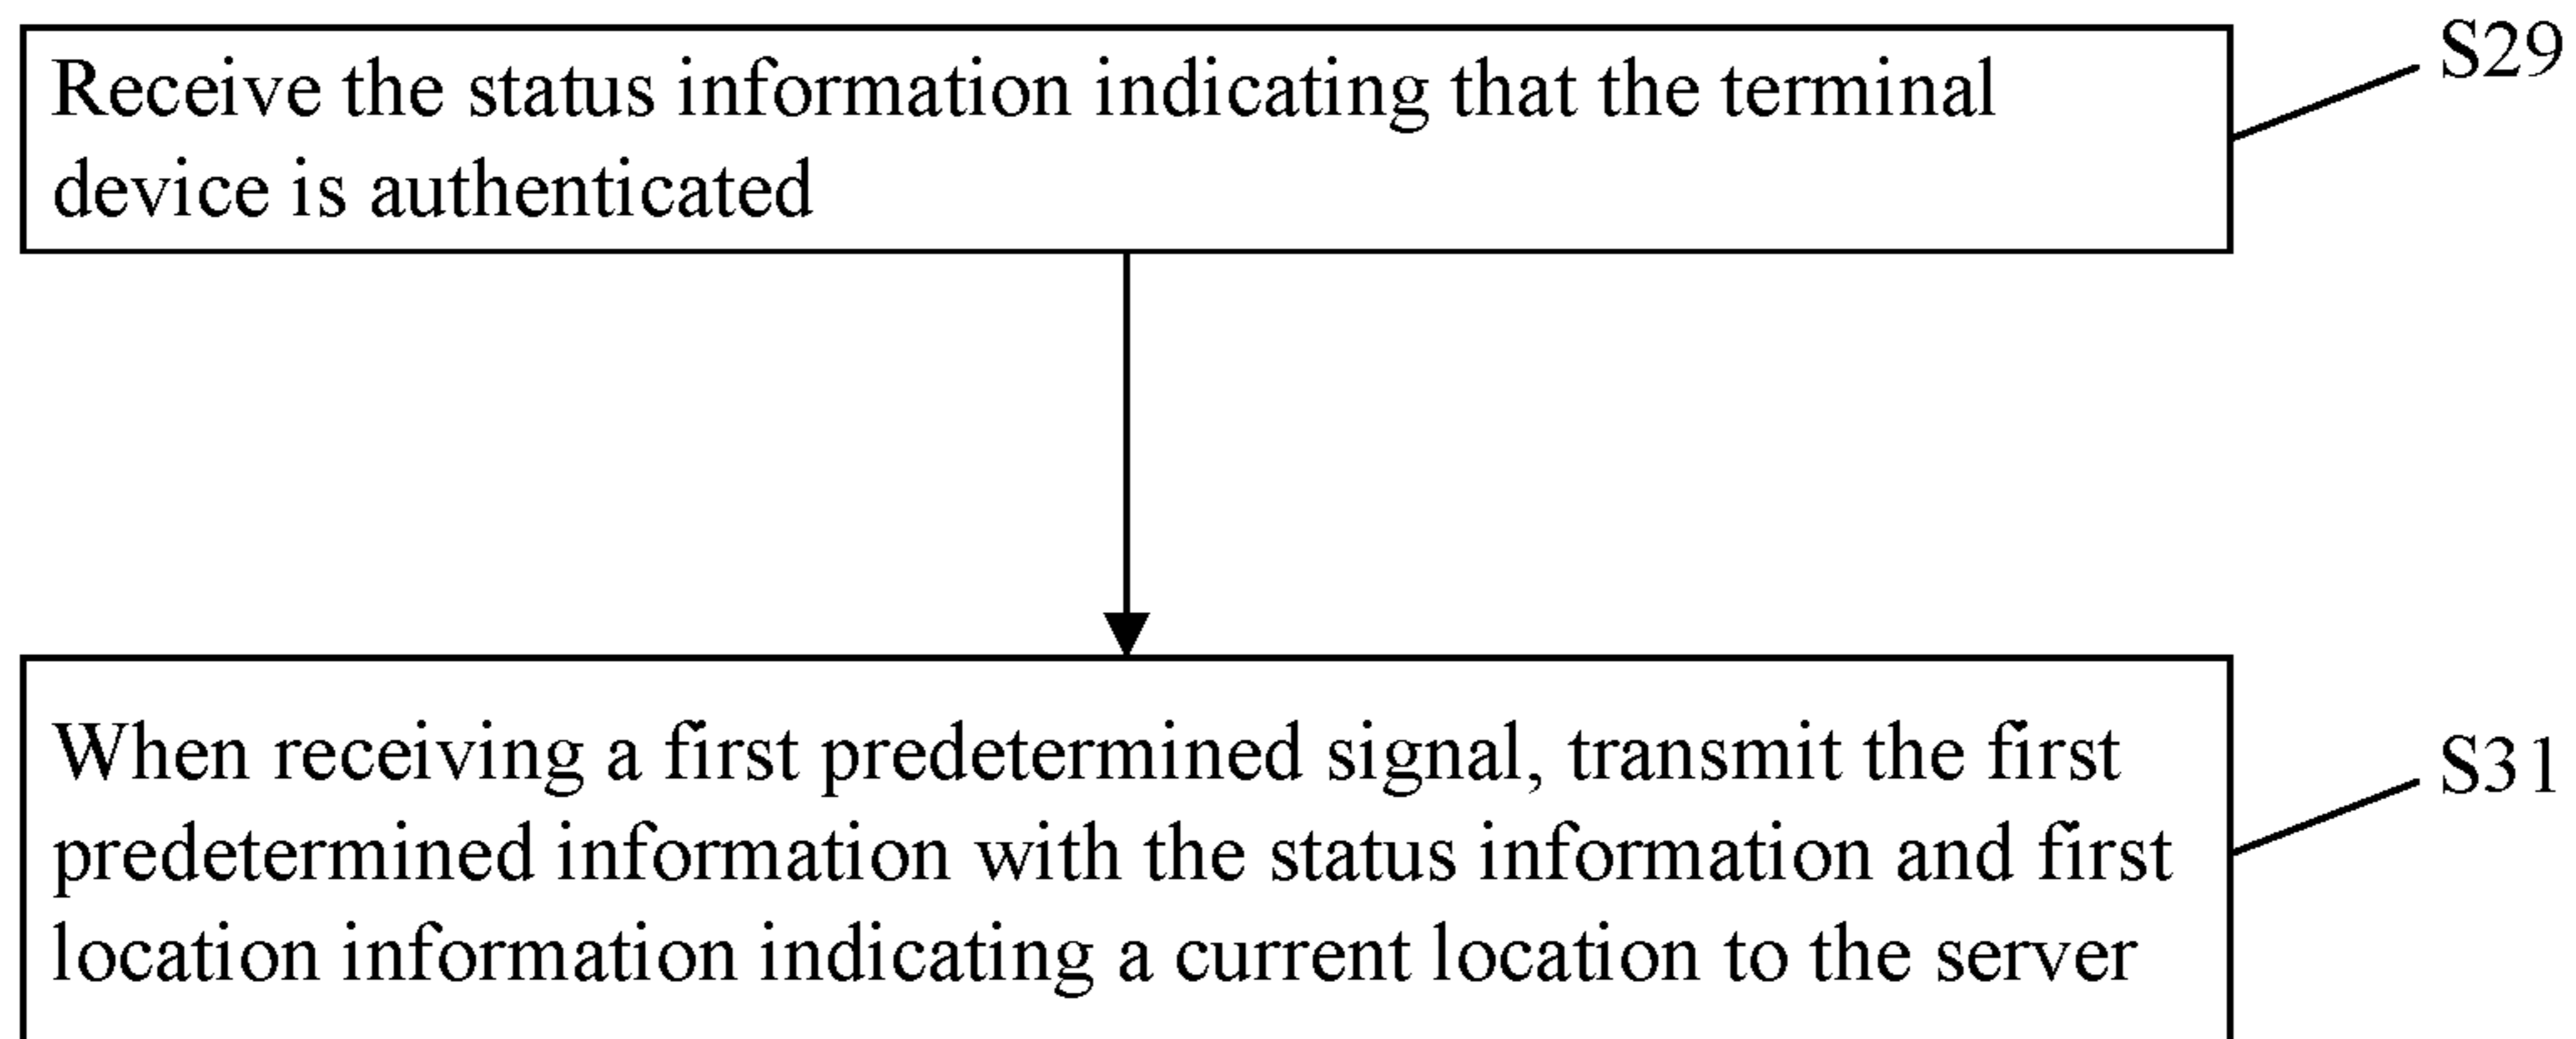 Receive the status information indicating that the terminal
device is authenticated
S29
When receiving a first predetermined signal, transmit the first
predetermined information with the status information and first
location information indicating a current location to the server
S31